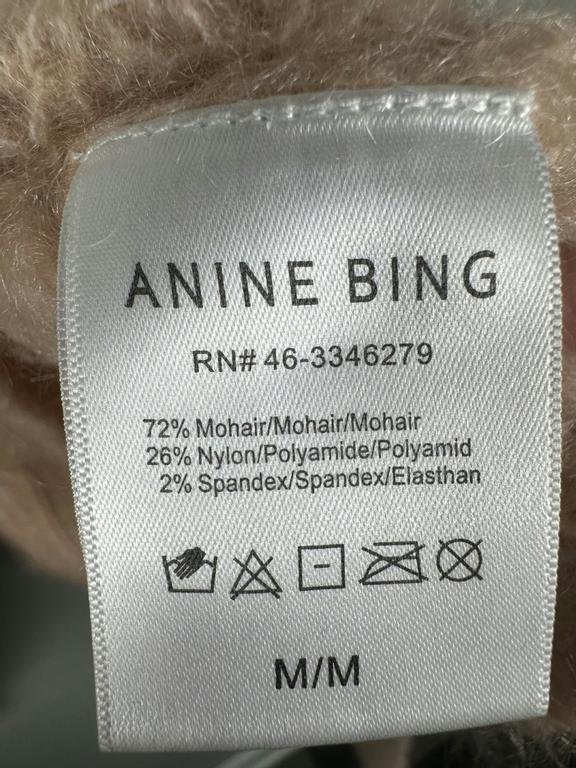 ANINE BING
RN# 46-3346279
72% Mohair/Mohair/Mohair
26% Nylon/Polyamide/Polyamid
2% Spandex/Spandex/Elasthan
M/M